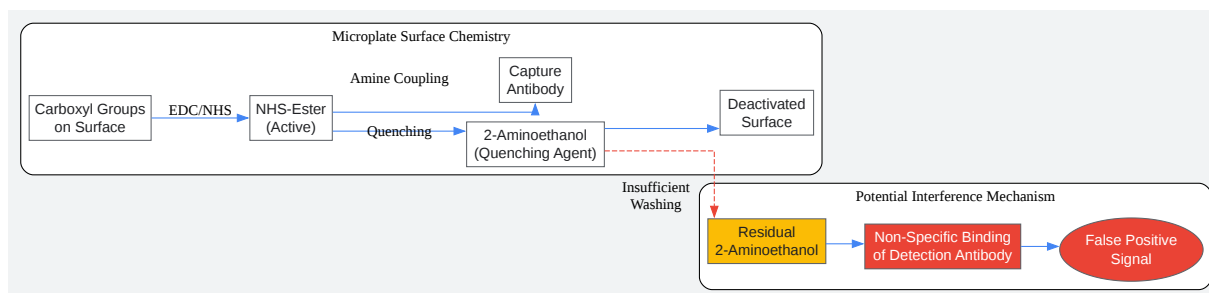 Microplate Surface Chemistry
Carboxyl Groups
on Surface
EDC/NHS
NHS-Ester
(Active)
Amine Coupling
Capture
Antibody
Quenching
2-Aminoethanol
(Quenching Agent)
Deactivated
Surface
Insufficient
Washing
Potential Interference Mechanism
Residual
2-Aminoethanol
Non-Specific Binding
of Detection Antibody
False Positive
Signal